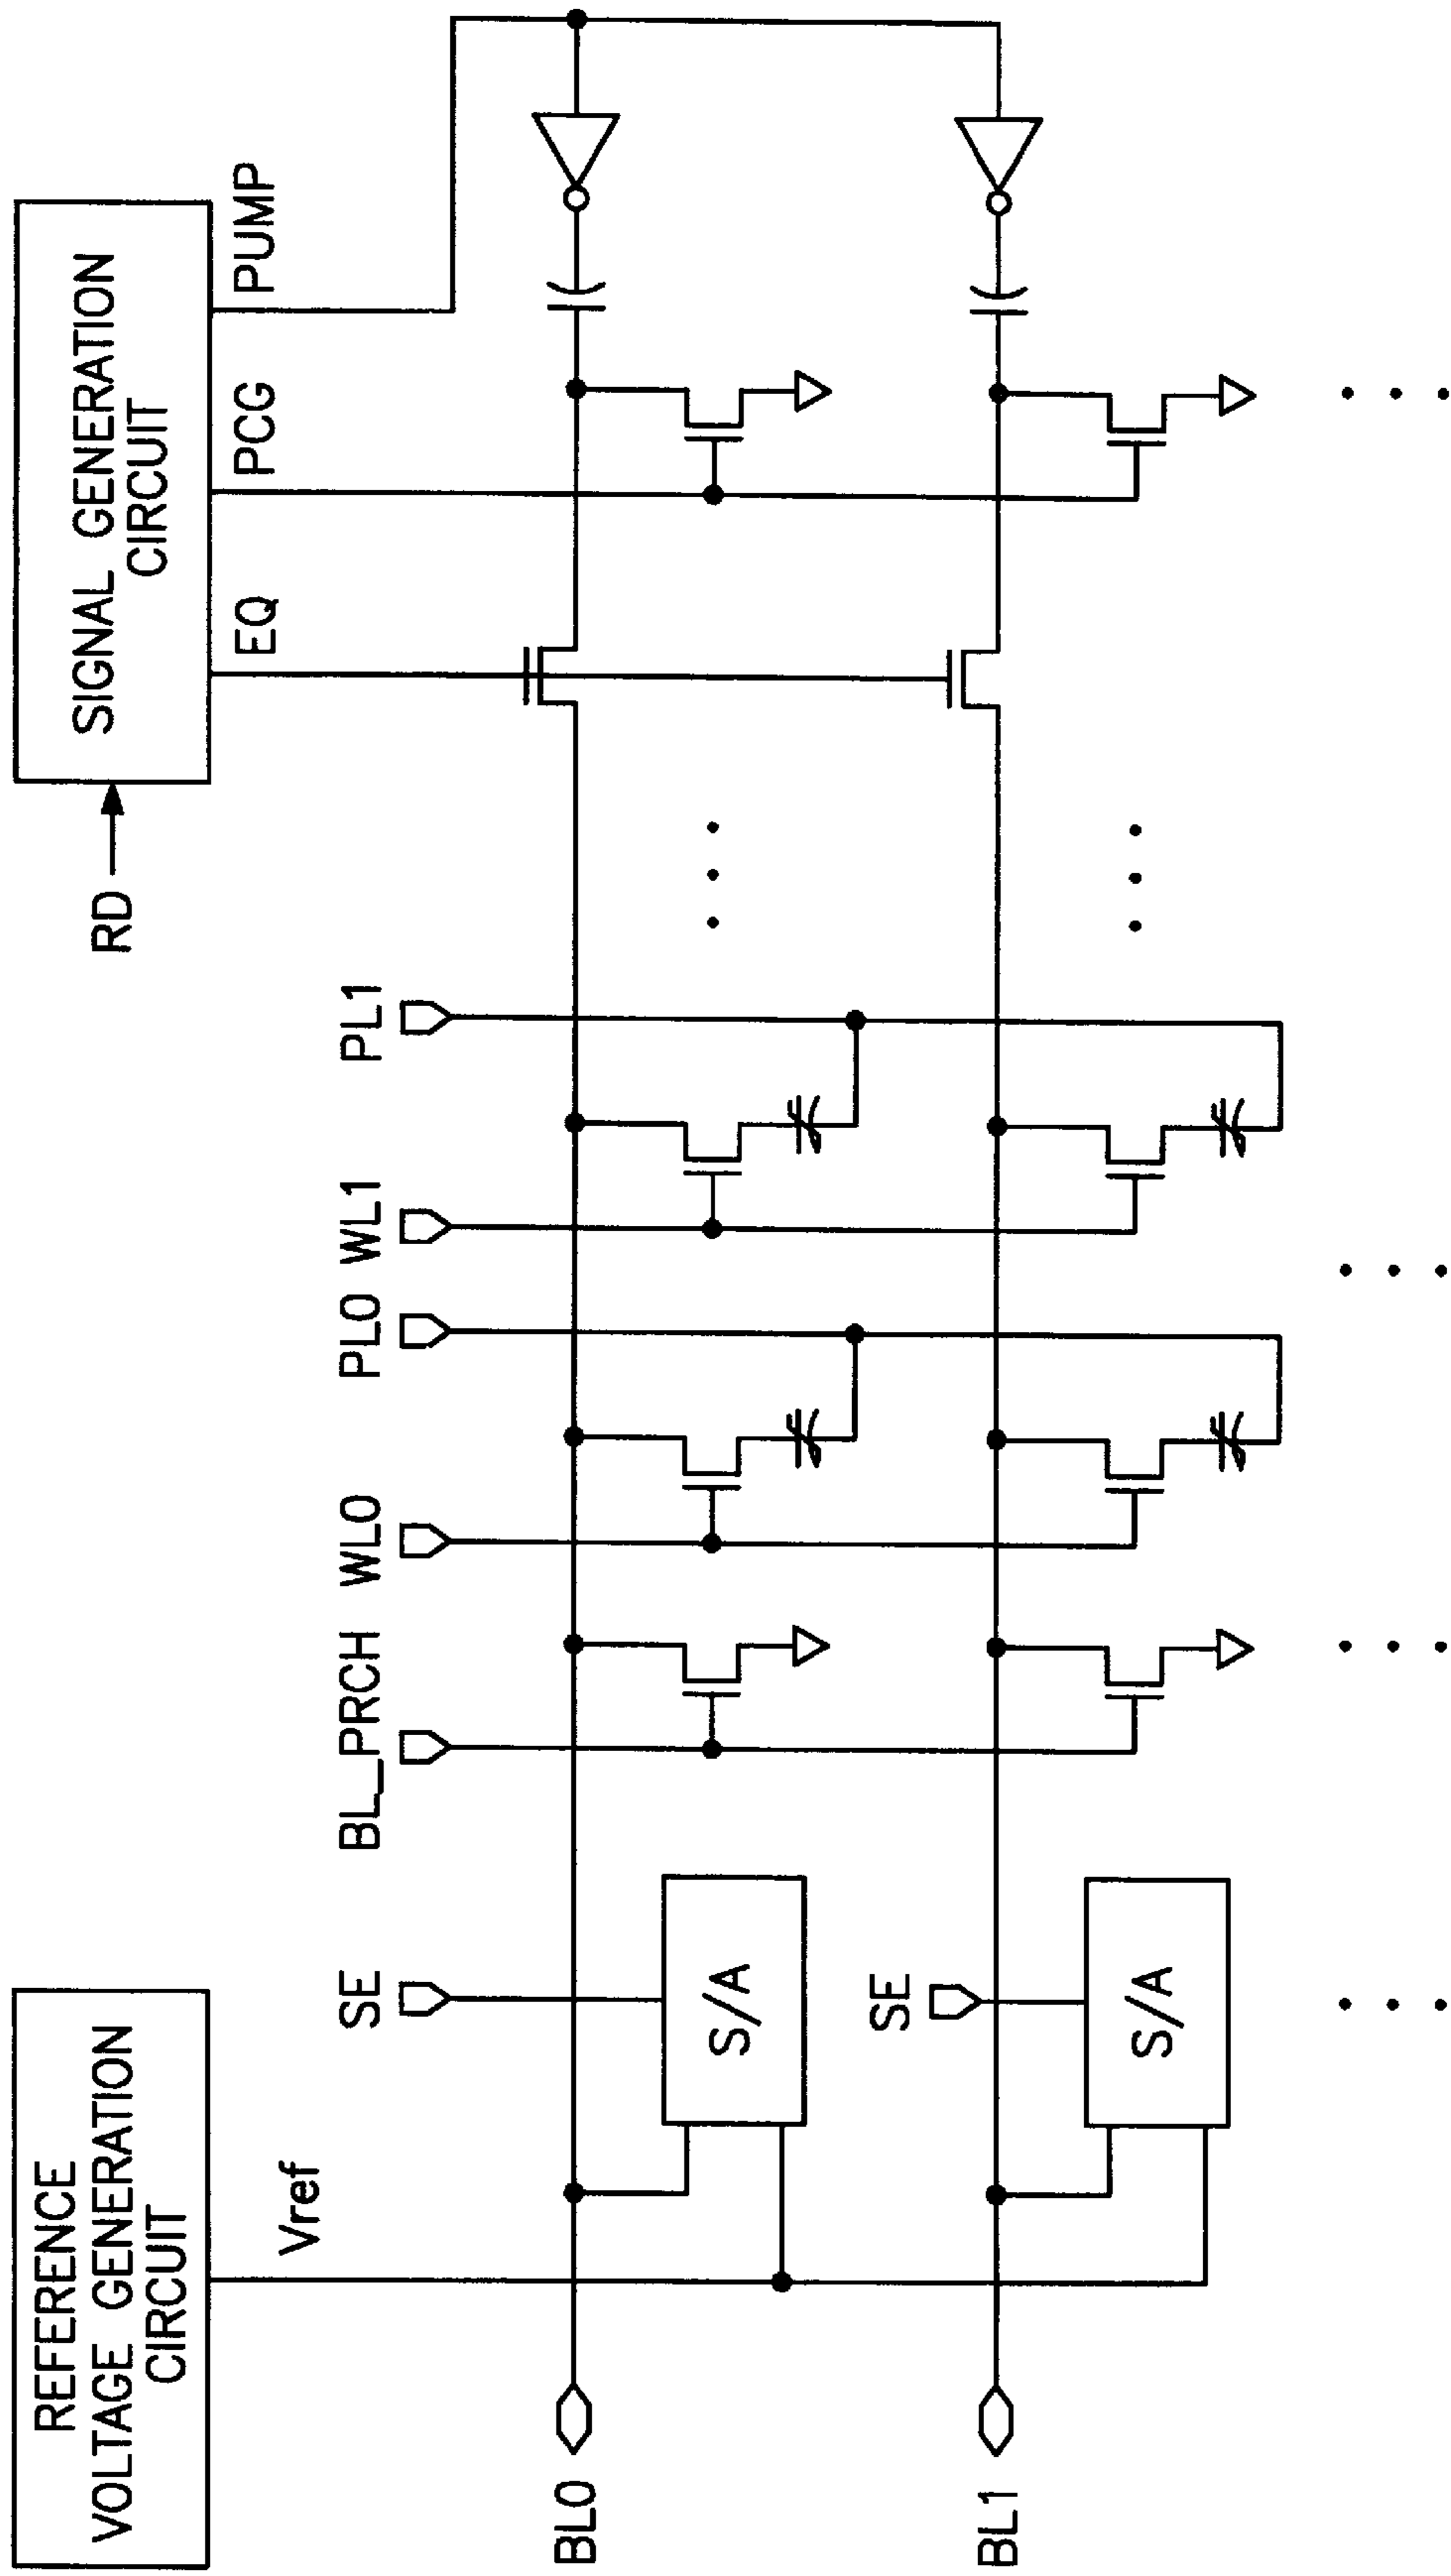 REFERENCE
VOLTAGE GENERATION
CIRCUIT
SIGNAL GENERATION
CIRCUIT
RD
Vref
SE
BL_PRCH
WL0
PL0
WL1
PL1
EQ
PCG
PUMP
BL0
S/A
SE
BL1
S/A